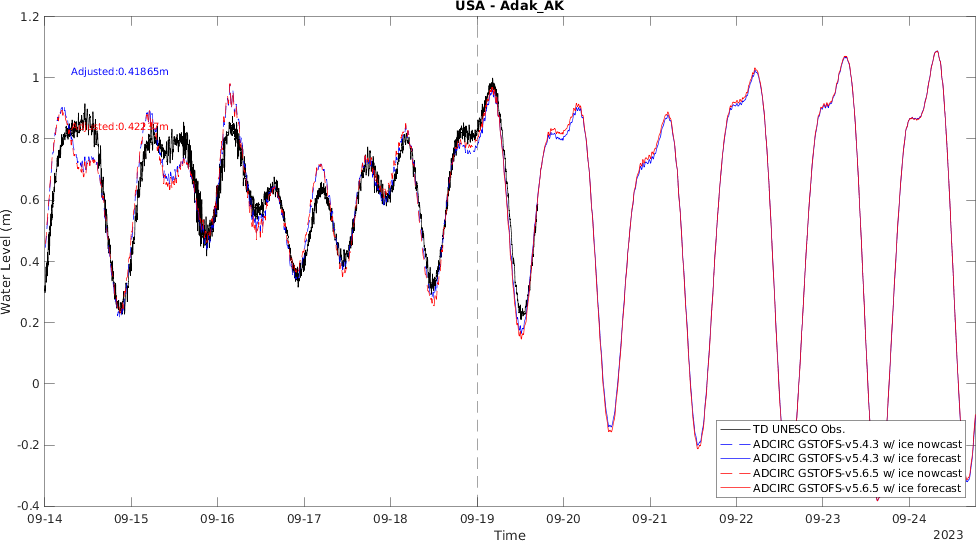 USA - Adak_AK
1.2
1
0.8
0.6
0.4
0.2
0
-0.2
-0.4
Water Level (m)
Adjusted:0.41865m
TD UNESCO Obs.
ADCIRC GSTOFS-v5.4.3 w/ ice nowcast
ADCIRC GSTOFS-v5.4.3 w/ ice forecast
ADCIRC GSTOFS-v5.6.5 w/ ice nowcast
ADCIRC GSTOFS-v5.6.5 w/ ice forecast
09-14 09-15 09-16 09-17 09-18 09-19 09-20 09-21 09-22 09-23 09-24
Time
2023